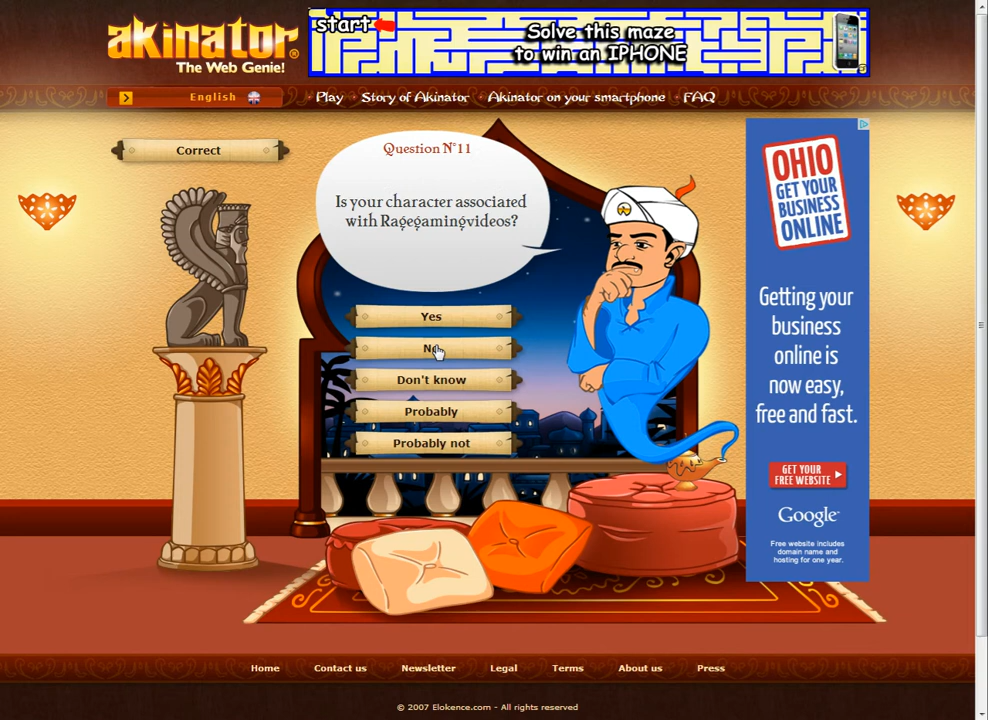 akinator®
The Web Genie!
start
Solve this maze
to win an IPHONE
English
Play
Story of Akinator
Akinator on your smartphone
FAQ
Correct
Question N°11
Is your character associated
with Ragegamingvideos?
Yes
No
Don't know
Probably
Probably not
OHIO
GET YOUR
BUSINESS
ONLINE
Getting your
business
online is
now easy,
free and fast.
GET YOUR
FREE WEBSITE
Google
Free website includes
domain name and
hosting for one year.
Home
Contact us
Newsletter
Legal
Terms
About us
Press
© 2007 Elokence.com - All rights reserved